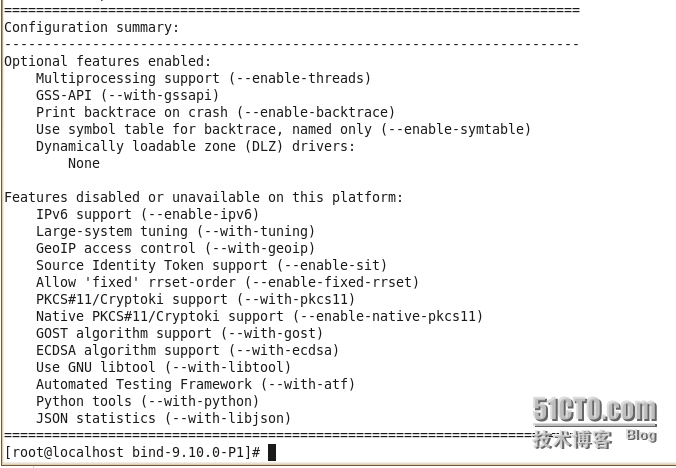 ========================================================================
Configuration summary:
------------------------------------------------------------------------
Optional features enabled:
    Multiprocessing support (--enable-threads)
    GSS-API (--with-gssapi)
    Print backtrace on crash (--enable-backtrace)
    Use symbol table for backtrace, named only (--enable-symtable)
    Dynamically loadable zone (DLZ) drivers:
        None

Features disabled or unavailable on this platform:
    IPv6 support (--enable-ipv6)
    Large-system tuning (--with-tuning)
    GeoIP access control (--with-geoip)
    Source Identity Token support (--enable-sit)
    Allow 'fixed' rrset-order (--enable-fixed-rrset)
    PKCS#11/Cryptoki support (--with-pkcs11)
    Native PKCS#11/Cryptoki support (--enable-native-pkcs11)
    GOST algorithm support (--with-gost)
    ECDSA algorithm support (--with-ecdsa)
    Use GNU libtool (--with-libtool)
    Automated Testing Framework (--with-atf)
    Python tools (--with-python)
    JSON statistics (--with-libjson)
========================================================================
[root@localhost bind-9.10.0-P1]#
51CTO.com
技术博客 Blog